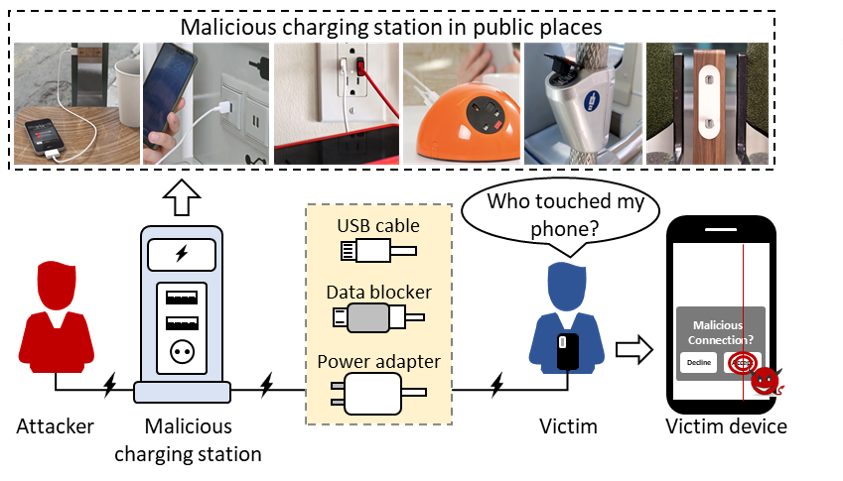 Malicious charging station in public places
Who touched my
phone?
USB cable
Data blocker
Power adapter
Malicious
Connection?
Decline
Attacker
Malicious
charging station
Victim
Victim device